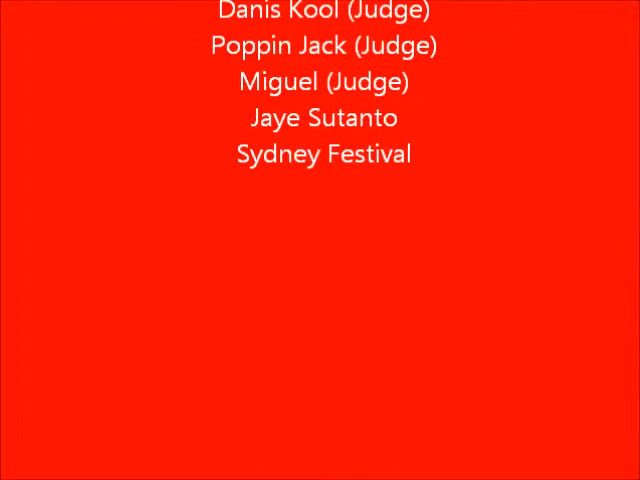 Danis Kool (Judge)
Poppin Jack (Judge)
Miguel (Judge)
Jaye Sutanto
Sydney Festival